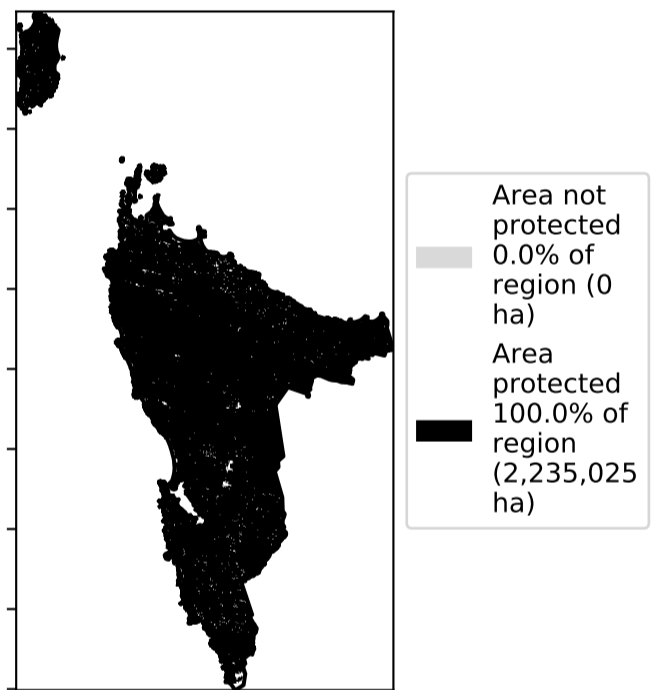 Area not
protected
0.0% of
region (0
ha)
Area
protected
100.0% of
region
(2,235,025
ha)